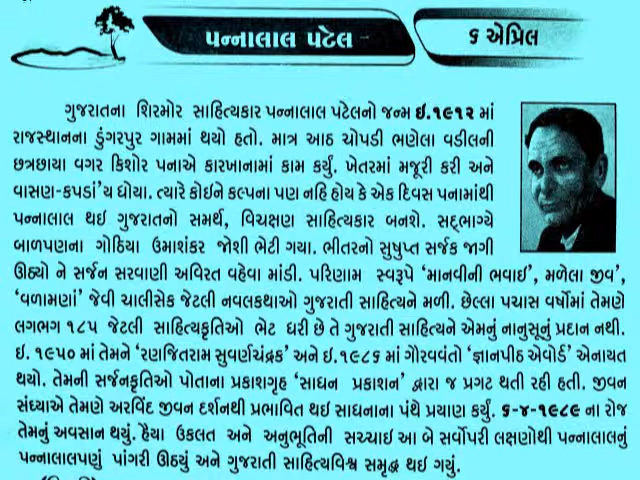 પન્નાલાલ પટેલ
૬ એપ્રિલ
ગુજરાતના શિરમોર સાહિત્યકાર પન્નાલાલ પટેલનો જન્મ ઈ.૧૯૧૨ માં
રાજસ્થાનના ડુંગરપુર ગામમાં થયો હતો. માત્ર આઠ ચોપડી ભણેલા વડીલની
છત્રછાયા વગર કિશોર પનાએ કારખાનામાં કામ કર્યું. ખેતરમાં મજૂરી કરી અને
વાસણ-કપડાં'ય ધોયા. ત્યારે કોઈને કલ્પના પણ નહિ હોય કે એક દિવસ પનામાંથી
પન્નાલાલ થઈ ગુજરાતનો સમર્થ, વિચક્ષણ સાહિત્યકાર બનશે. સદ્ભાગ્યે
બાળપણના ગોઠિયા ઉમાશંકર જોશી ભેટી ગયા. ભીતરનો સુષુપ્ત સર્જક જાગી
ઊઠ્યો ને સર્જન સરવાણી અવિરત વહેવા માંડી. પરિણામ સ્વરૂપે 'માનવીની ભવાઈ', મળેલા જીવ',
'વળામણાં' જેવી ચાલીસેક જેટલી નવલકથાઓ ગુજરાતી સાહિત્યને મળી. છેલ્લા પચાસ વર્ષોમાં તેમણે
લગભગ ૧૮૫ જેટલી સાહિત્યકૃતિઓ ભેટ ધરી છે તે ગુજરાતી સાહિત્યને એમનું નાનુસૂનું પ્રદાન નથી.
ઇ. ૧૯૫૦ માં તેમને 'રણજિતરામ સુવર્ણચંદ્રક' અને ઇ.૧૯૮૬ માં ગૌરવવંતો 'જ્ઞાનપીઠ એવોર્ડ' એનાયત
થયો. તેમની સર્જનકૃતિઓ પોતાના પ્રકાશગૃહ 'સાધન પ્રકાશન' દ્વારા જ પ્રગટ થતી રહી હતી. જીવન
સંધ્યાએ તેમણે અરવિંદ જીવન દર્શનથી પ્રભાવિત થઇ સાધનાના પંથે પ્રયાણ કર્યુ. ૬-૪-૧૯૮૯ ના રોજ
તેમનું અવસાન થયું. હૈયા ઉકલત અને અનુભૂતિની સચ્ચાઇ આ બે સર્વોપરી લક્ષણોથી પન્નાલાલનું
પન્નાલાલપણું પાંગરી ઊઠ્યું અને ગુજરાતી સાહિત્યવિશ્વ સમૃદ્ધ થઇ ગયું.